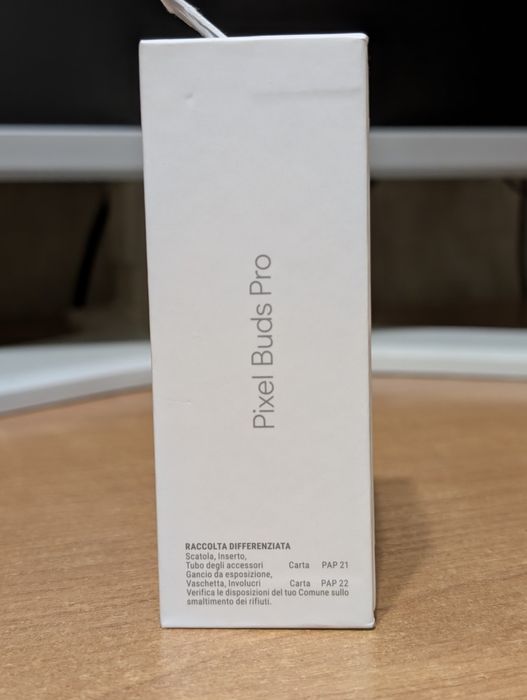 Pixel Buds Pro
RACCOLTA DIFFERENZIATA
Scatola, Inserto,
Tubo degli accessori Carta PAP 21
Gancio da esposizione,
Vaschetta, Involucri Carta PAP 22
Verifica le disposizioni del tuo Comune sullo
smaltimento dei rifiuti.